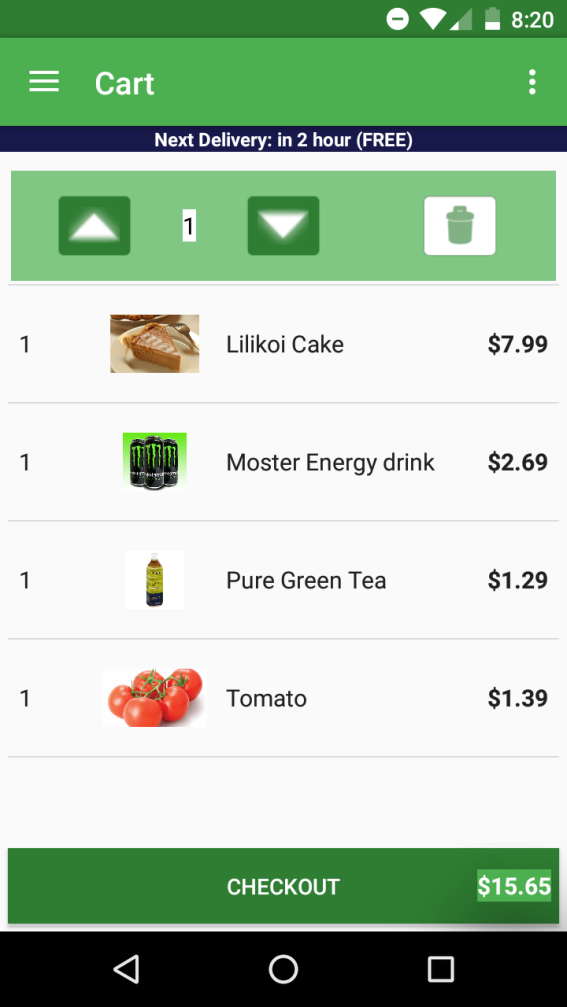 8:20
Cart
Next Delivery: in 2 hour (FREE)
1
1 Lilikoi Cake $7.99
1 Moster Energy drink $2.69
1 Pure Green Tea $1.29
1 Tomato $1.39
CHECKOUT $15.65